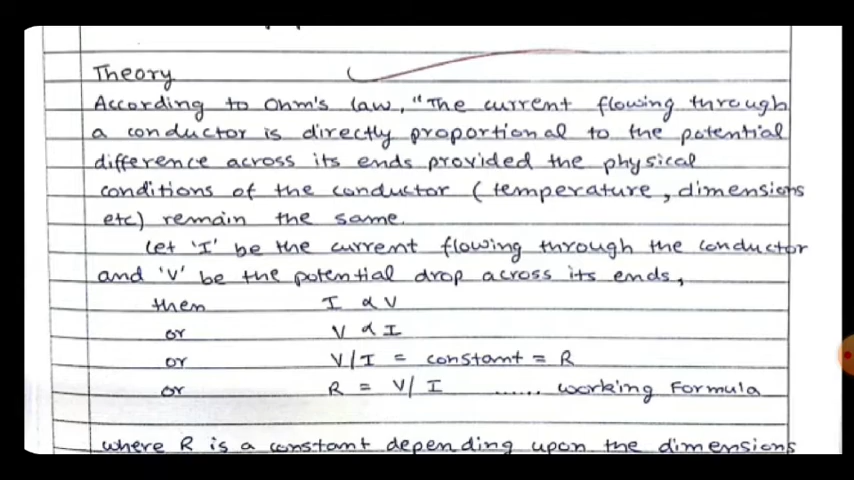 Theory
According to Ohm's law, "The current flowing through
a conductor is directly proportional to the potential
difference across its ends provided the physical
conditions of the conductor (temperature, dimensions
etc) remain the same.
Let 'I' be the current flowing through the conductor
and 'V' be the potential drop across its ends,
then I ∝ V
or V ∝ I
or V/I = constant = R
or R = V/I ...... working Formula
where R is a constant depending upon the dimensions